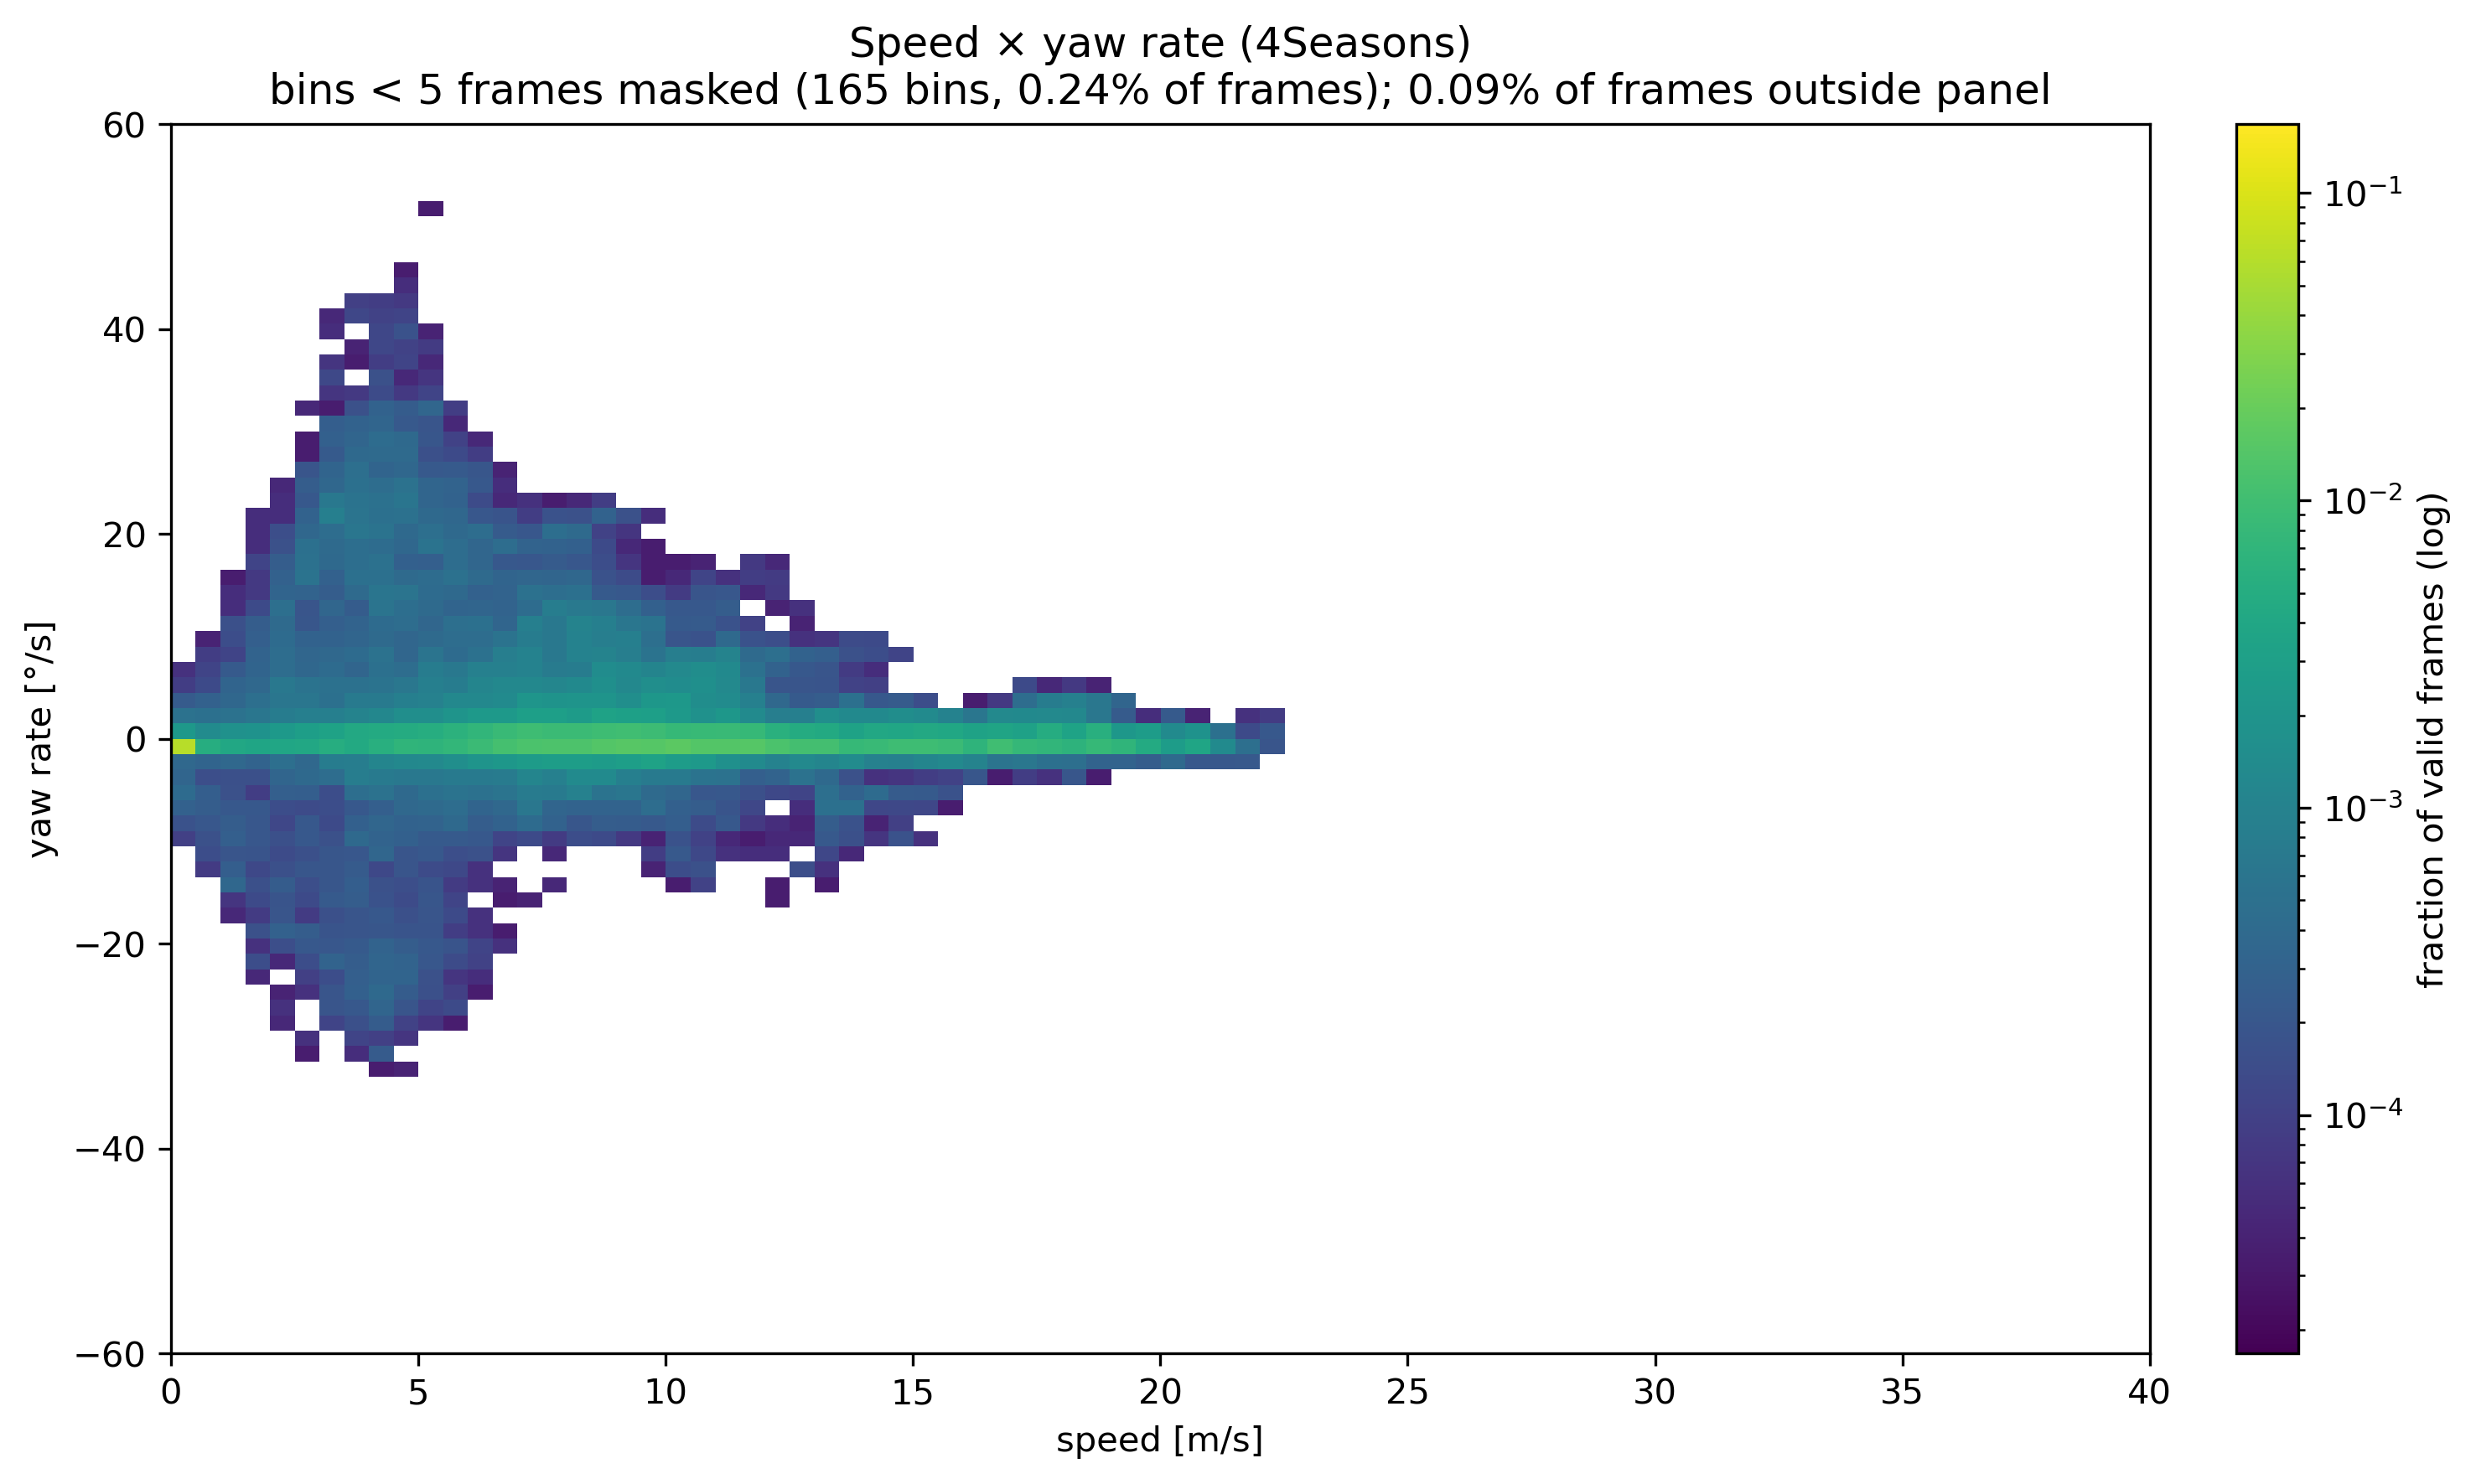 Speed × yaw rate (4Seasons)
bins < 5 frames masked (165 bins, 0.24% of frames); 0.09% of frames outside panel
60
40
20
0
−20
−40
−60
yaw rate [°/s]
0 5 10 15 20 25 30 35 40
speed [m/s]
10⁻¹
10⁻²
10⁻³
10⁻⁴
fraction of valid frames (log)